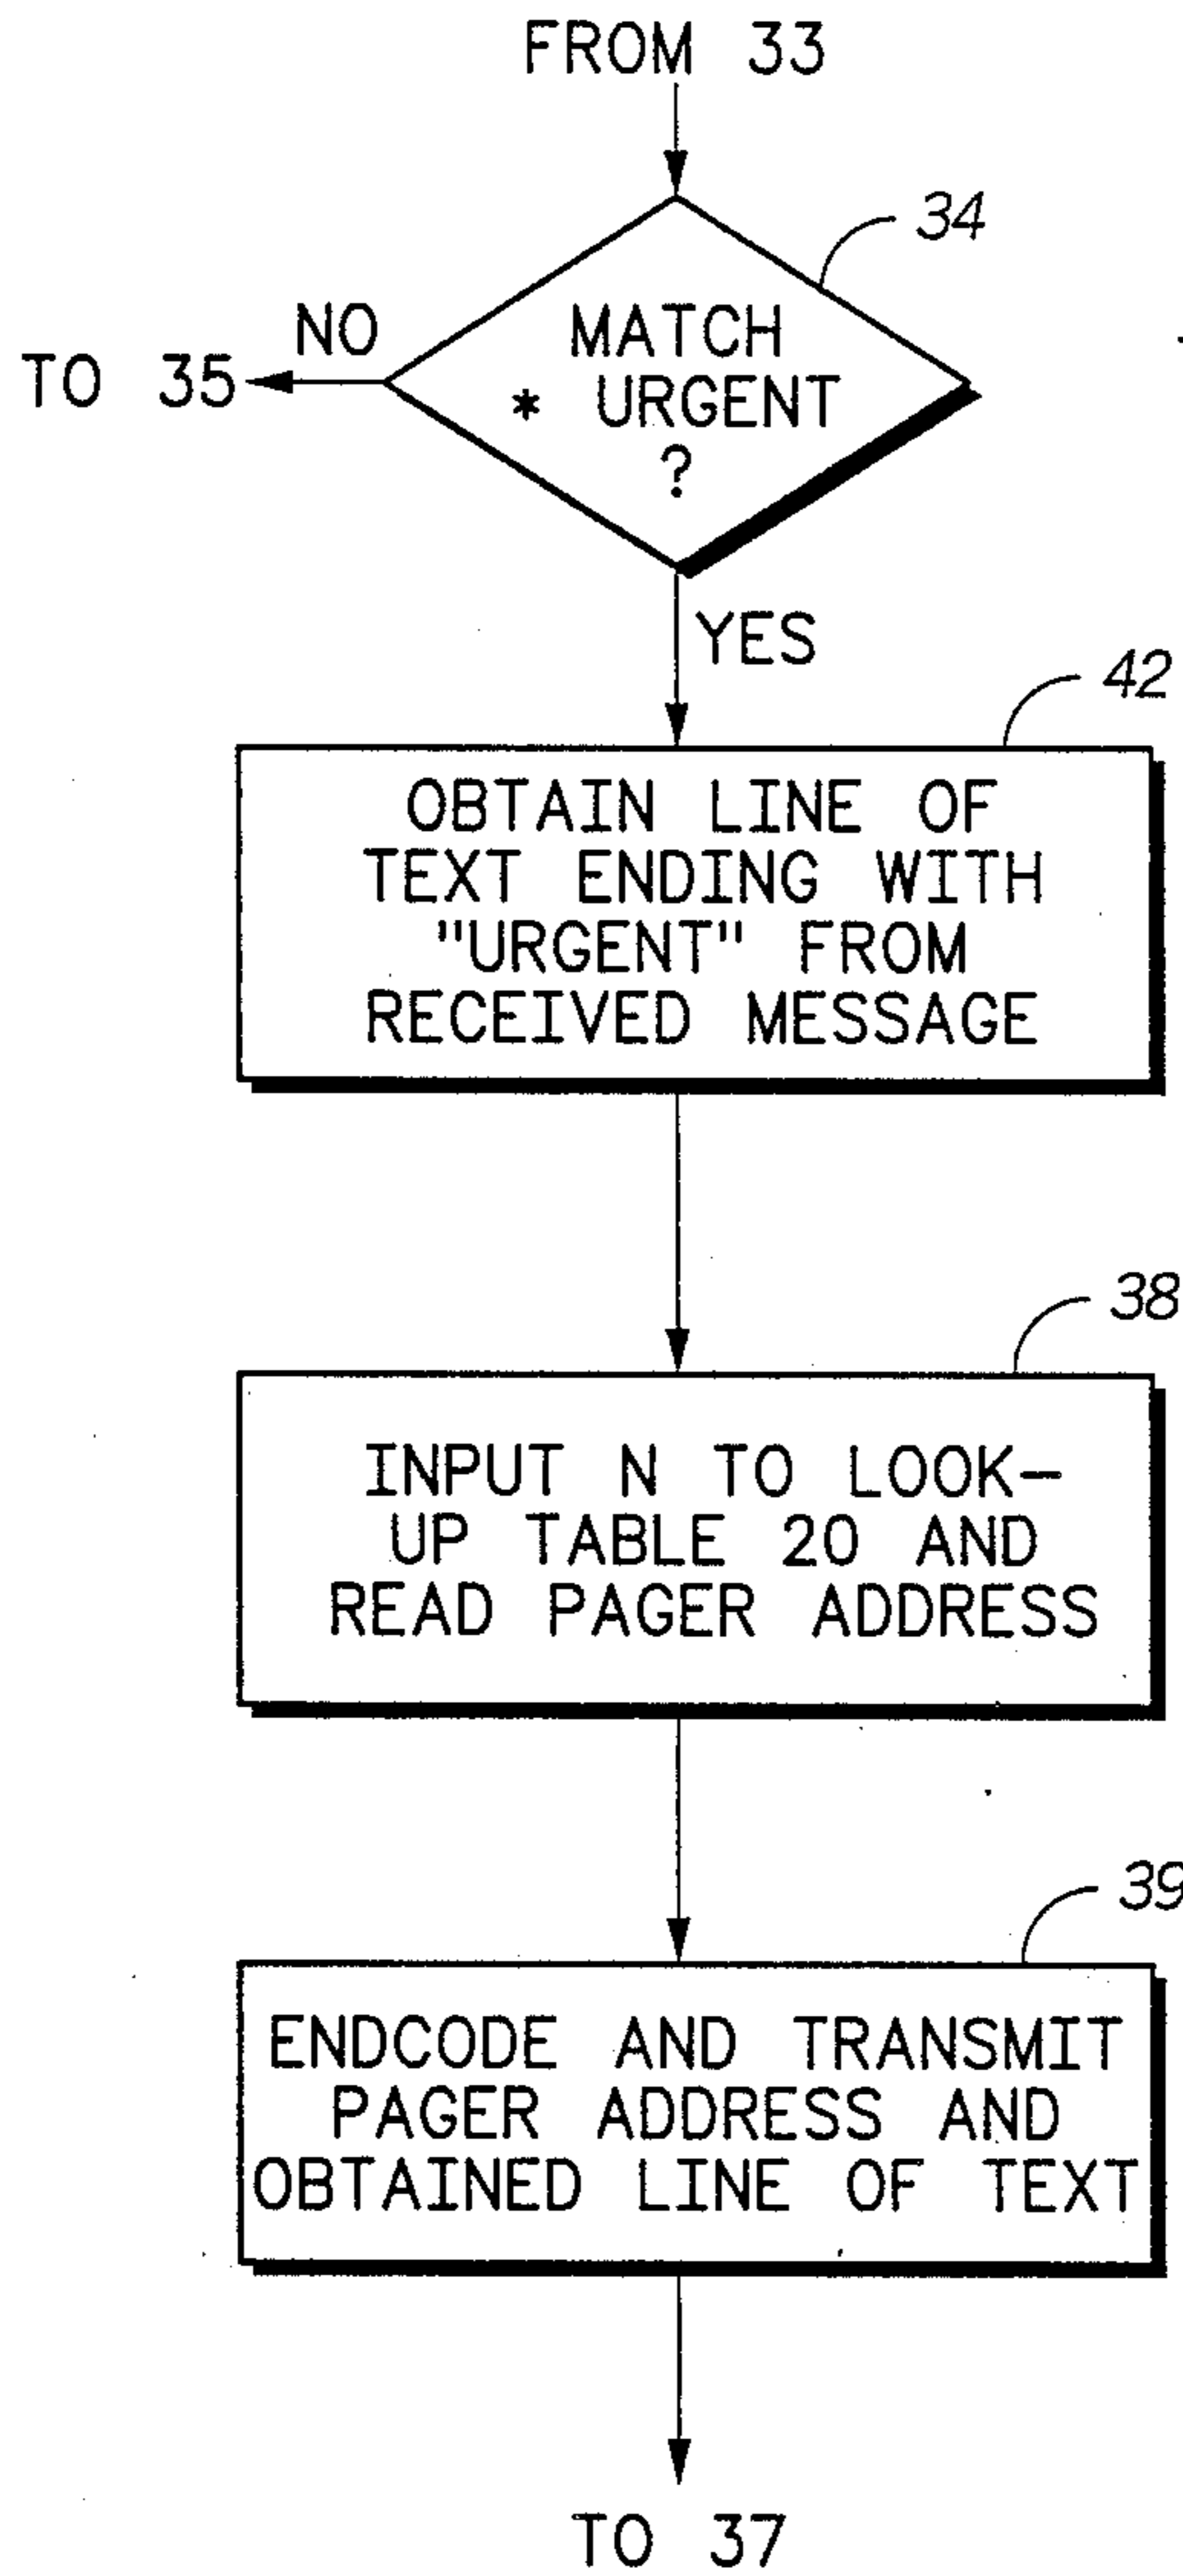 FROM 33
34
MATCH
* URGENT
?
NO
TO 35
YES
42
OBTAIN LINE OF
TEXT ENDING WITH
"URGENT" FROM
RECEIVED MESSAGE
38
INPUT N TO LOOK-
UP TABLE 20 AND
READ PAGER ADDRESS
39
ENDCODE AND TRANSMIT
PAGER ADDRESS AND
OBTAINED LINE OF TEXT
TO 37